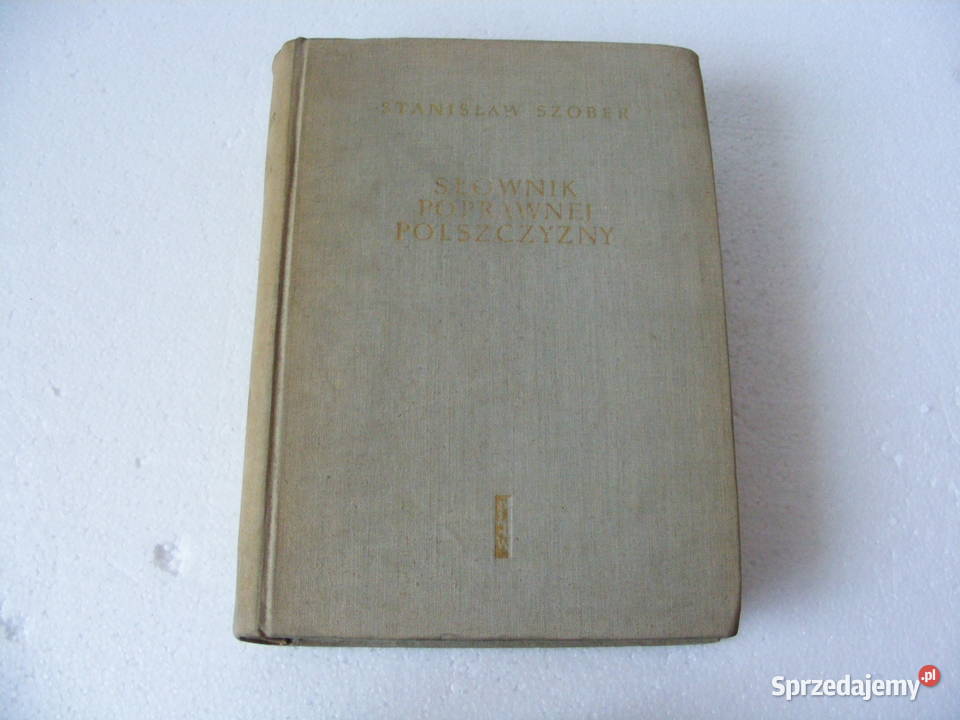 STANISŁAW SZOBER
SŁOWNIK
POPRAWNEJ
POLSZCZYZNY
Sprzedajemy.pl